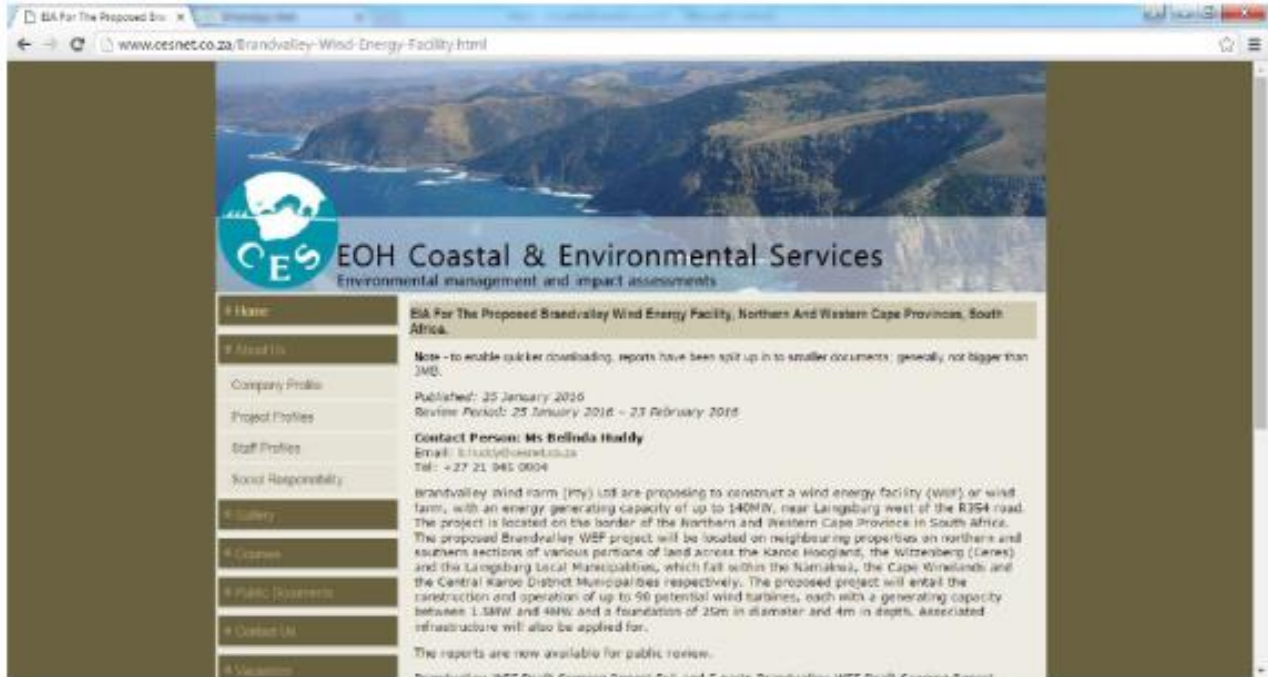 EIA For The Proposed Bra
www.cesnet.co.za/Brandvalley-Wind-Energy-Facility.html
CES
EOH Coastal & Environmental Services
Environmental management and impact assessments
Home
About Us
Company Profile
Project Profiles
Staff Profiles
Social Responsibility
Gallery
Courses
Public Documents
Contact Us
Vacancies
EIA For The Proposed Brandvalley Wind Energy Facility, Northern And Western Cape Provinces, South
Africa.
Note - to enable quicker downloading, reports have been split up in to smaller documents; generally not bigger than
3MB.
Published: 25 January 2016
Review Period: 25 January 2016 - 23 February 2016
Contact Person: Ms Belinda Huddy
Email: b.huddy@cesnet.co.za
Tel: +27 21 045 0904
Brandvalley Wind Farm (Pty) Ltd are proposing to construct a wind energy facility (WEF) or wind
farm, with an energy generating capacity of up to 140MW, near Laingsburg west of the R354 road.
The project is located on the border of the Northern and Western Cape Province in South Africa.
The proposed Brandvalley WEF project will be located on neighbouring properties on northern and
southern sections of various portions of land across the Karoo Hoogland, the Witzenberg (Ceres)
and the Laingsburg Local Municipalities, which fall within the Namakwa, the Cape Winelands and
the Central Karoo District Municipalities respectively. The proposed project will entail the
construction and operation of up to 90 potential wind turbines, each with a generating capacity
between 1.5MW and 4MW and a foundation of 25m in diameter and 4m in depth. Associated
infrastructure will also be applied for.
The reports are now available for public review.